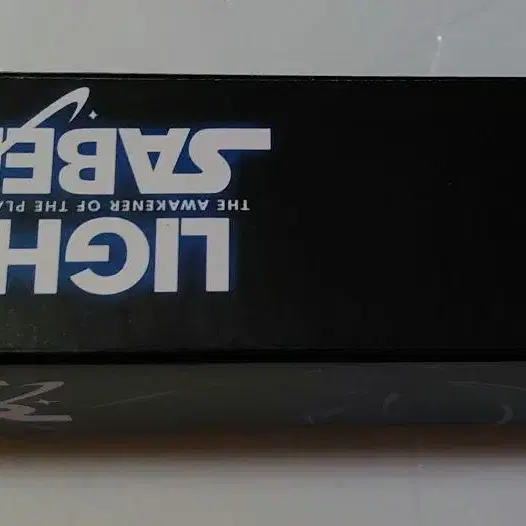 LIGH
THE AWAKENER OF THE PLA
SABE